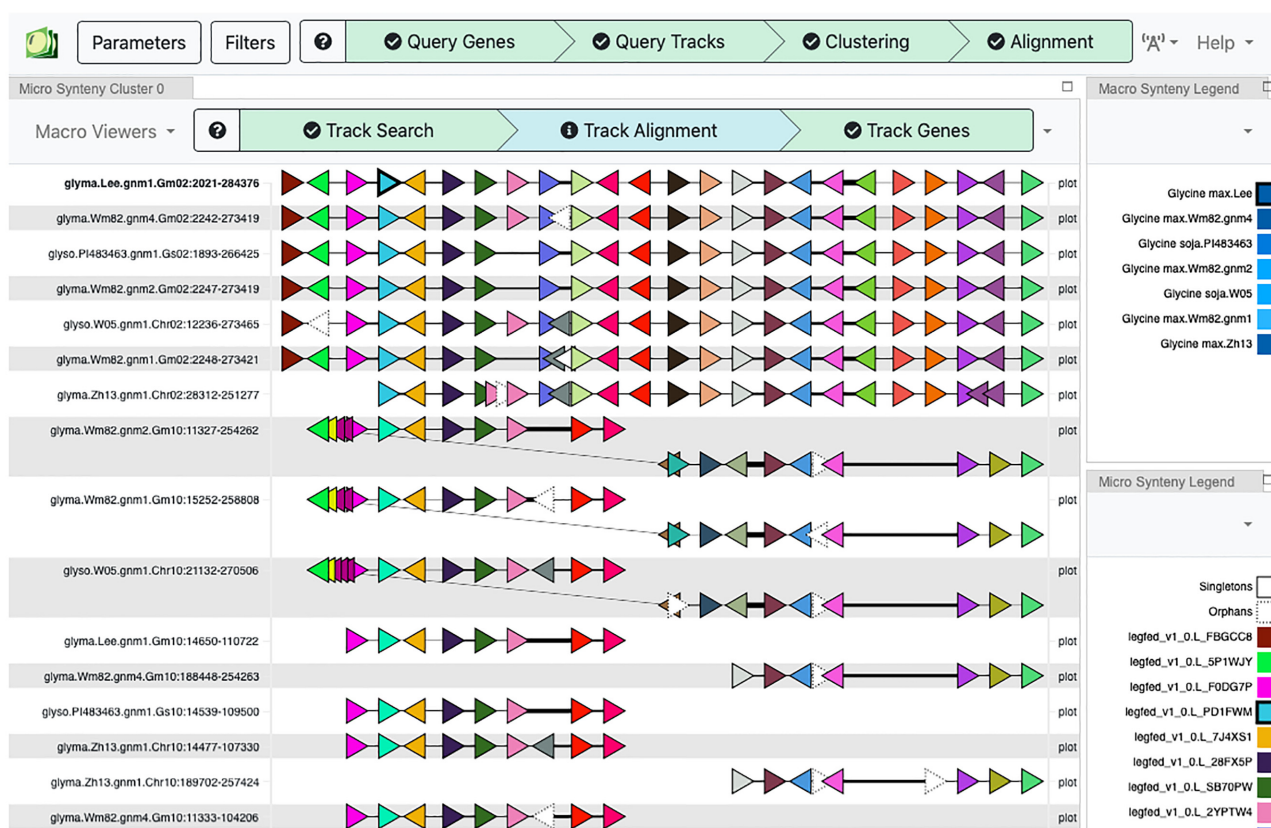 Parameters Filters Query Genes Query Tracks Clustering Alignment Help
Micro Synteny Cluster 0
Macro Viewers Track Search Track Alignment Track Genes
glyma.Lee.gnm1.Gm02:2021-284376 plot
glyma.Wm82.gnm4.Gm02:2242-273419 plot
glyso.PI483463.gnm1.Gs02:1893-266425 plot
glyma.Wm82.gnm2.Gm02:2247-273419 plot
glyso.W05.gnm1.Chr02:12236-273465 plot
glyma.Wm82.gnm1.Gm02:2248-273421 plot
glyma.Zh13.gnm1.Chr02:28312-251277 plot
glyma.Wm82.gnm2.Gm10:11327-254262 plot
glyma.Wm82.gnm1.Gm10:15252-258808 plot
glyso.W05.gnm1.Chr10:21132-270506 plot
glyma.Lee.gnm1.Gm10:14650-110722 plot
glyma.Wm82.gnm4.Gm10:188448-254263 plot
glyso.PI483463.gnm1.Gs10:14539-109500 plot
glyma.Zh13.gnm1.Chr10:14477-107330 plot
glyma.Zh13.gnm1.Chr10:189702-257424 plot
glyma.Wm82.gnm4.Gm10:11333-104206 plot
Macro Synteny Legend
Glycine max.Lee
Glycine max.Wm82.gnm4
Glycine soja.PI483463
Glycine max.Wm82.gnm2
Glycine soja.W05
Glycine max.Wm82.gnm1
Glycine max.Zh13
Micro Synteny Legend
Singletons
Orphans
legfed_v1_0.L_FBGCC8
legfed_v1_0.L_5P1WJY
legfed_v1_0.L_F0DG7P
legfed_v1_0.L_PD1FWM
legfed_v1_0.L_7J4XS1
legfed_v1_0.L_28FX5P
legfed_v1_0.L_SB70PW
legfed_v1_0.L_2YPTW4